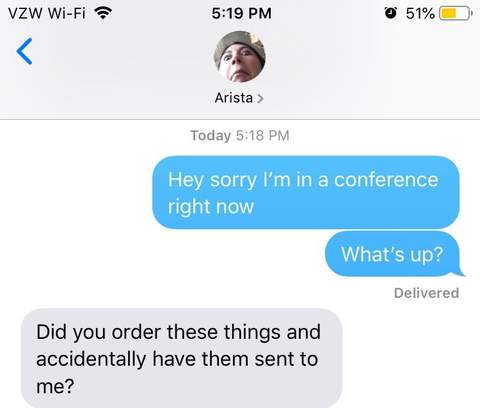 VZW Wi-Fi 5:19 PM 51%
Arista
Today 5:18 PM
Hey sorry I'm in a conference
right now
What's up?
Delivered
Did you order these things and
accidentally have them sent to
me?